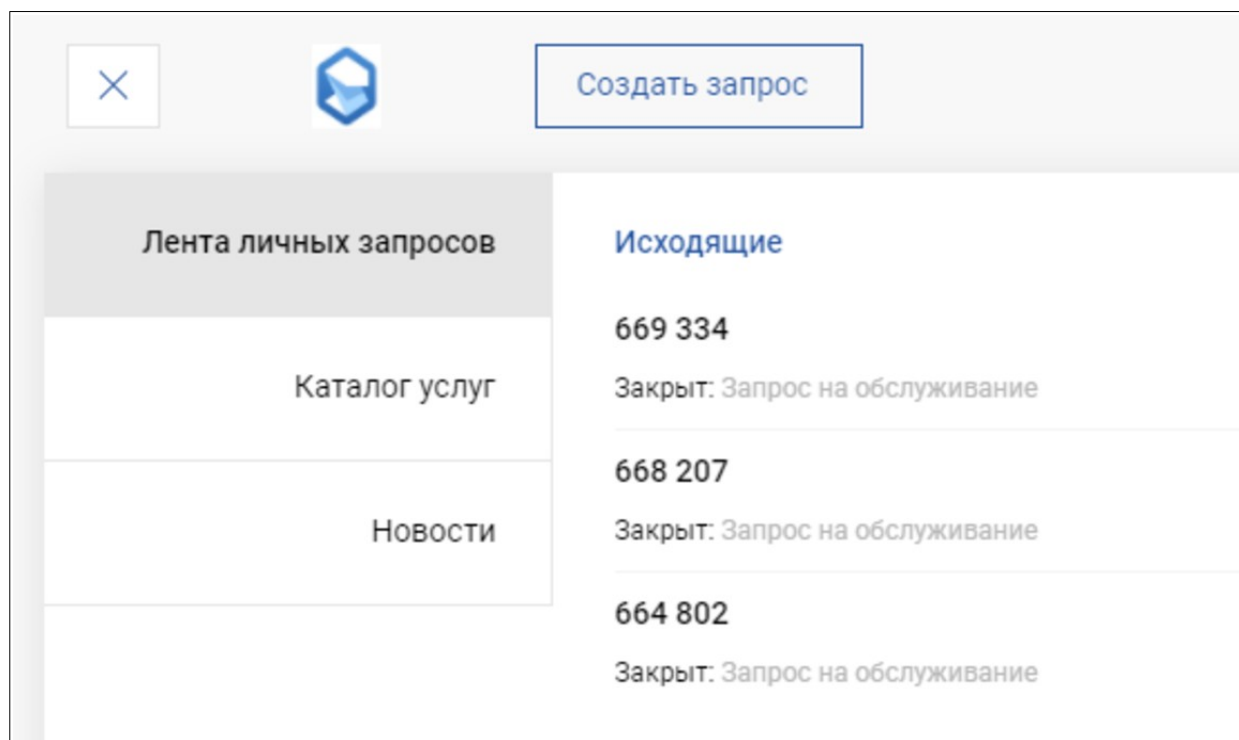 Создать запрос
Лента личных запросов
Каталог услуг
Новости
Исходящие
669 334
Закрыт: Запрос на обслуживание
668 207
Закрыт: Запрос на обслуживание
664 802
Закрыт: Запрос на обслуживание